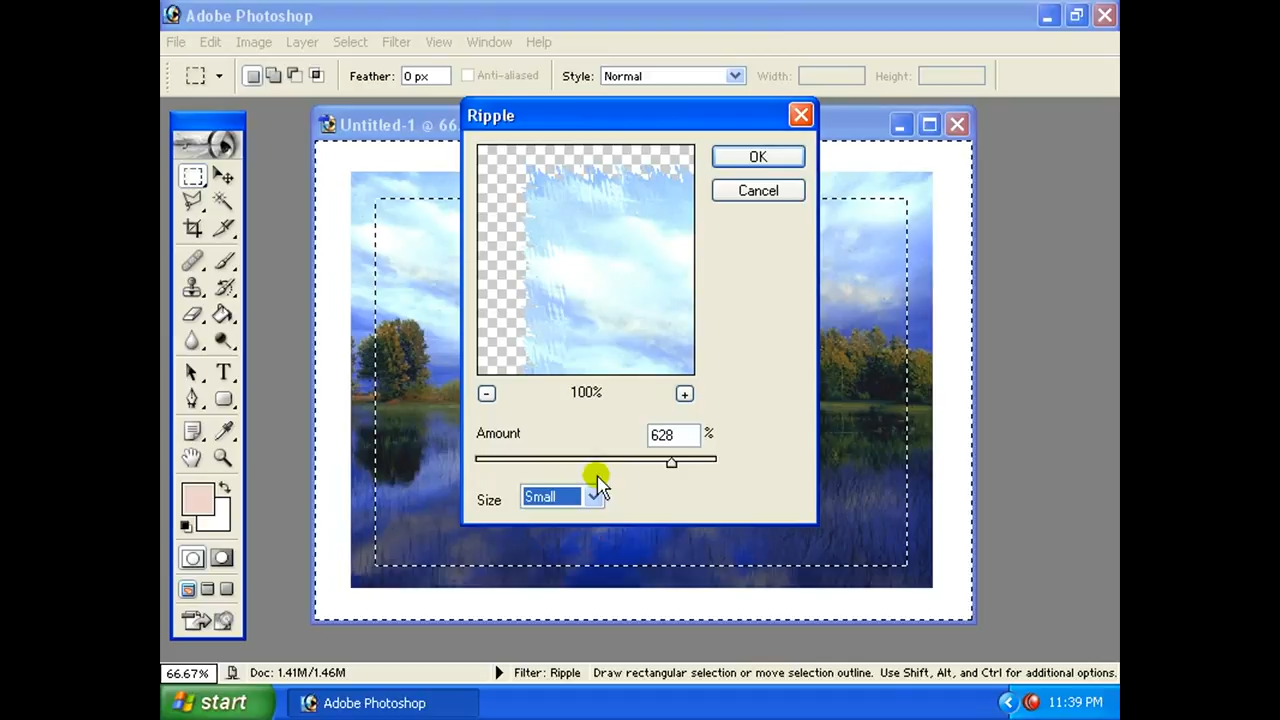 Adobe Photoshop
File Edit Image Layer Select Filter View Window Help
Feather: 0 px Anti-aliased Style: Normal Width: Height:
Untitled-1 @ 66.
Ripple
OK
Cancel
100%
Amount 628 %
Size Small
T
66.67% Doc: 1.41M/1.46M Filter: Ripple Draw rectangular selection or move selection outline. Use Shift, Alt, and Ctrl for additional options.
start Adobe Photoshop 11:39 PM